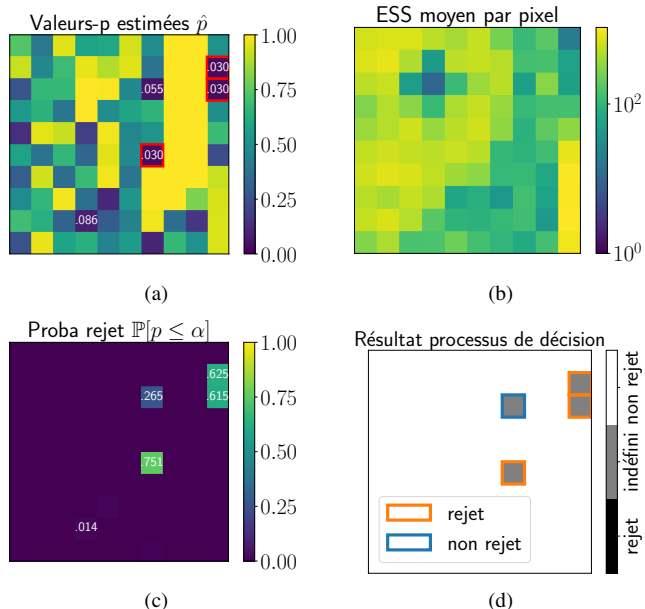 Valeurs-p estimées p̂
1.00
0.75
0.50
0.25
0.00
.030
.055
.030
.030
.086
(a)
ESS moyen par pixel
10²
10⁰
(b)
Proba rejet ℙ[p ≤ α]
1.00
0.75
0.50
0.25
0.00
.625
.265
.615
.751
.014
(c)
Résultat processus de décision
rejet
non rejet
rejet indéfini non rejet
(d)